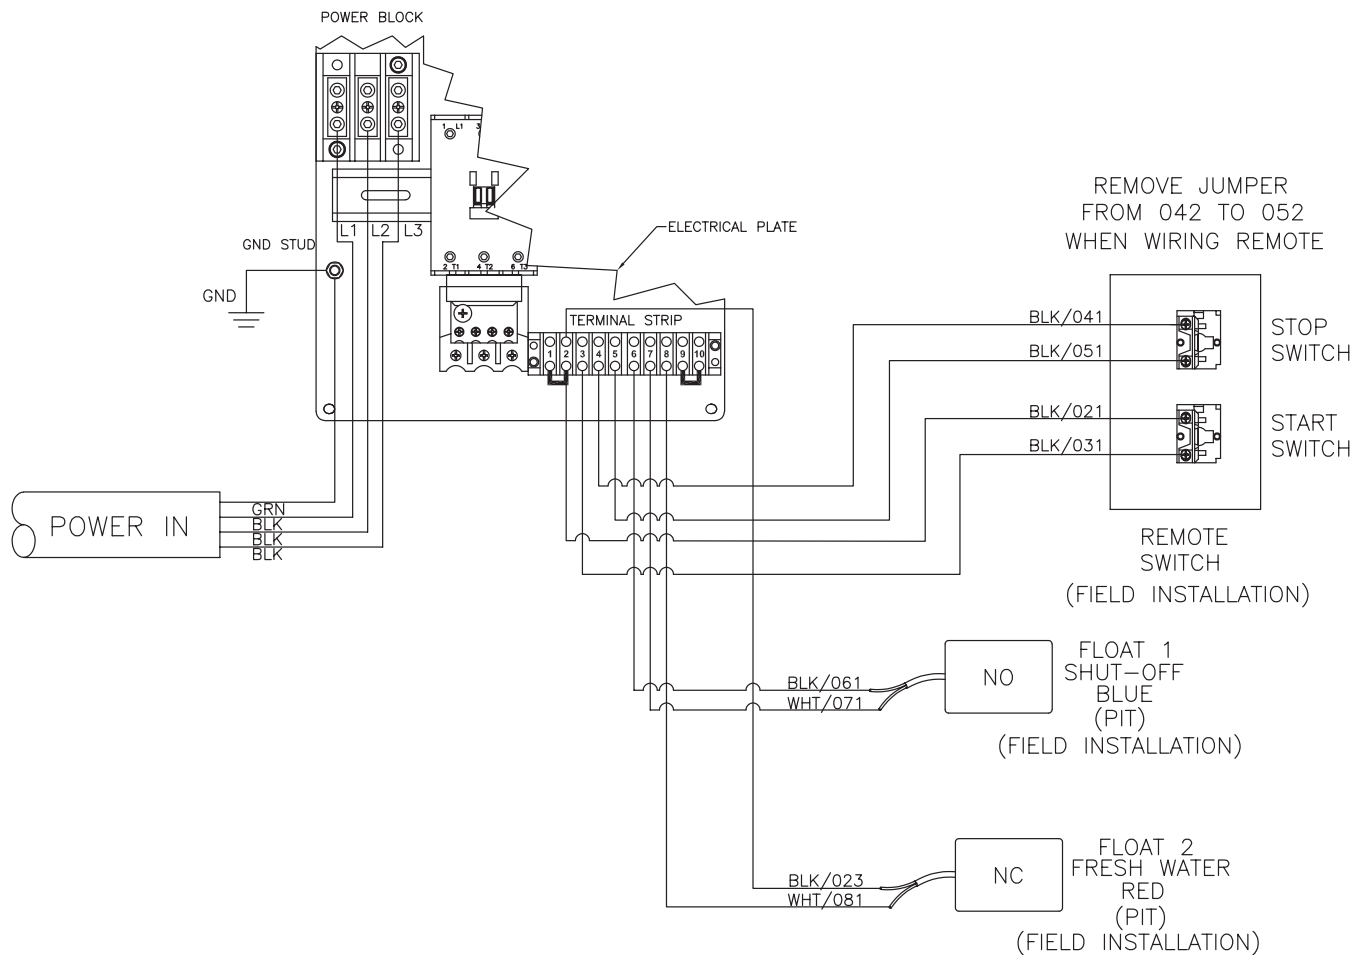 POWER BLOCK
1 L1 3
L1 L2 L3
GND STUD
GND
ELECTRICAL PLATE
2 T1 4 T2 6 T3
TERMINAL STRIP
1 2 3 4 5 6 7 8 9 10
REMOVE JUMPER
FROM 042 TO 052
WHEN WIRING REMOTE
BLK/041
BLK/051
STOP
SWITCH
BLK/021
BLK/031
START
SWITCH
REMOTE
SWITCH
(FIELD INSTALLATION)
POWER IN
GRN
BLK
BLK
BLK
BLK/061
WHT/071
NO
FLOAT 1
SHUT-OFF
BLUE
(PIT)
(FIELD INSTALLATION)
BLK/023
WHT/081
NC
FLOAT 2
FRESH WATER
RED
(PIT)
(FIELD INSTALLATION)